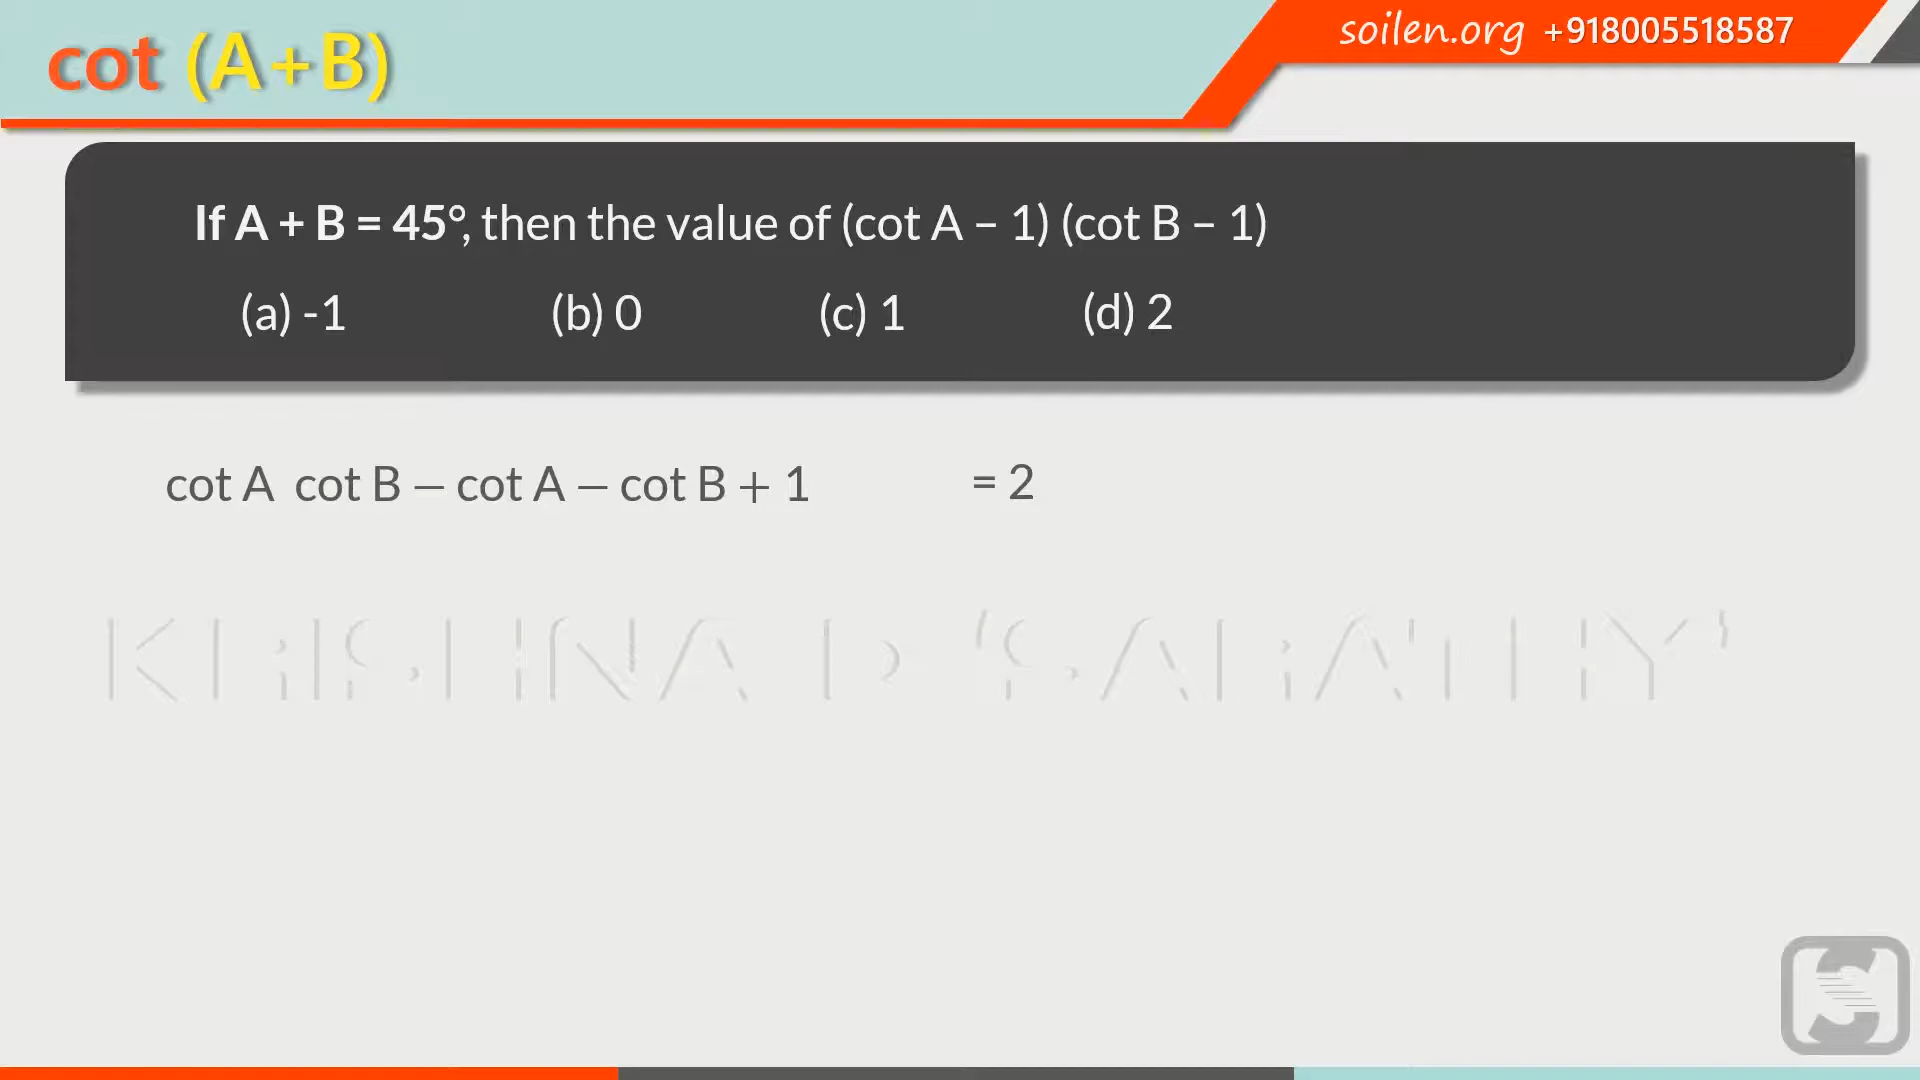 cot (A+B)
soilen.org +918005518587
If A + B = 45°, then the value of (cot A – 1) (cot B – 1)
(a) -1 (b) 0 (c) 1 (d) 2
cot A cot B – cot A – cot B + 1 = 2
KRISHNA D 'SARATHY'